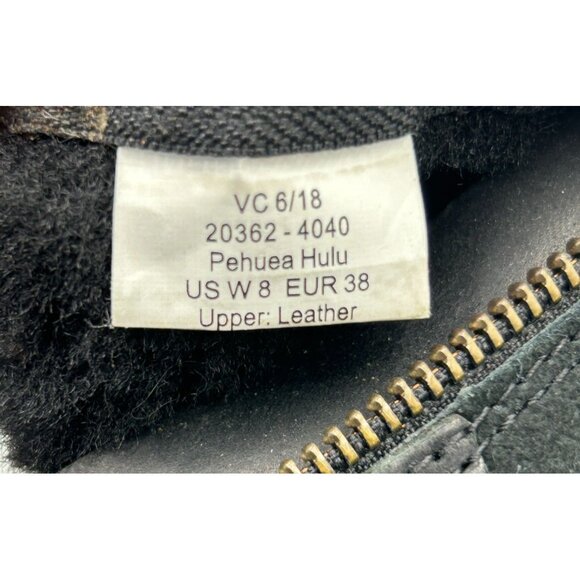 VC 6/18
20362 - 4040
Pehuea Hulu
US W 8 EUR 38
Upper: Leather